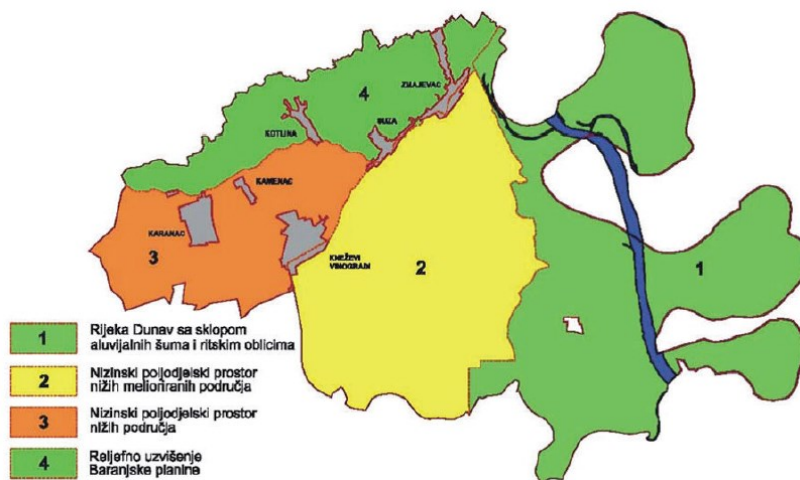 ZMAJEVAC
4
SUZA
KOTLINA
KAMENAC
KARANAC
3
KNEŽEVI
VINOGRADI
2
1
1 Rijeka Dunav sa sklopom
aluvijalnih šuma i ritskim oblicima
2 Nizinski poljodjelski prostor
nižih melioriranih područja
3 Nizinski poljodjelski prostor
nižih područja
4 Reljefno uzvišenje
Baranjske planine